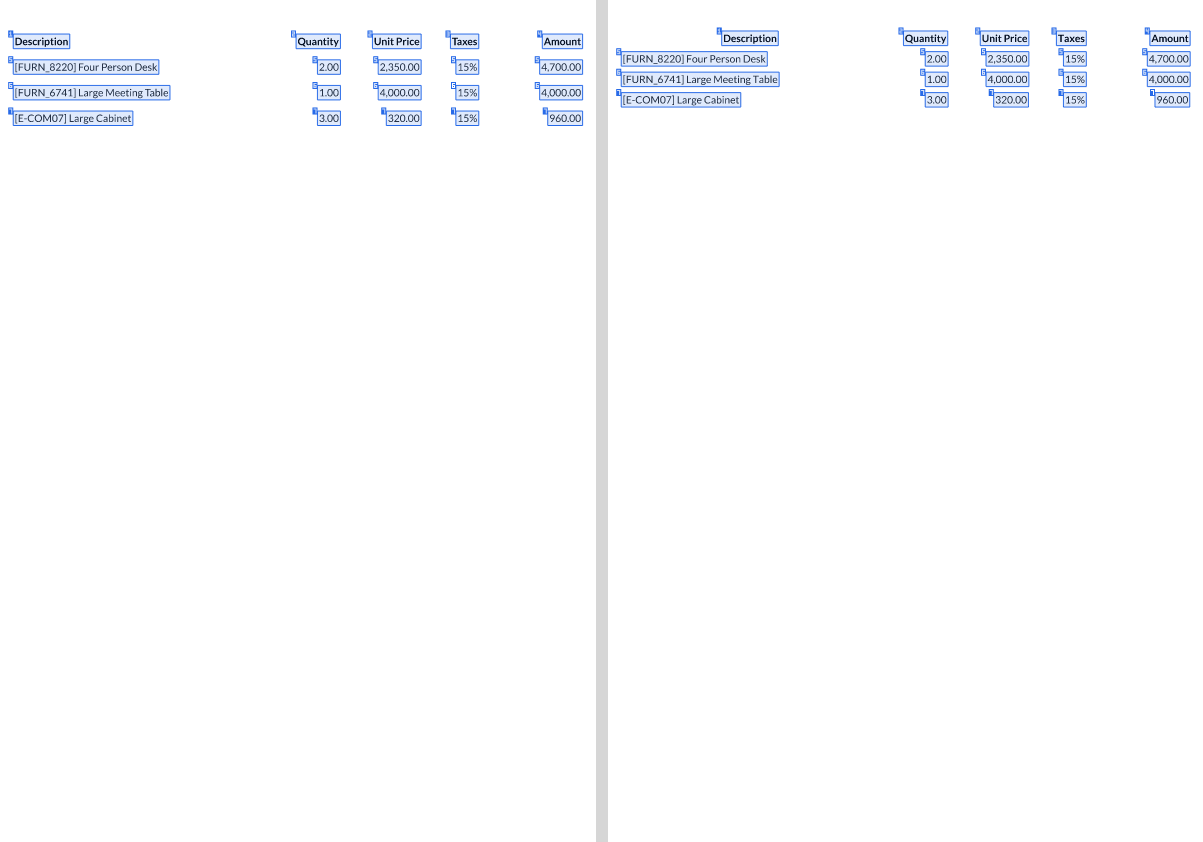 Description Quantity Unit Price Taxes Amount
[FURN_8220] Four Person Desk 2.00 2,350.00 15% 4,700.00
[FURN_6741] Large Meeting Table 1.00 4,000.00 15% 4,000.00
[E-COM07] Large Cabinet 3.00 320.00 15% 960.00
Description Quantity Unit Price Taxes Amount
[FURN_8220] Four Person Desk 2.00 2,350.00 15% 4,700.00
[FURN_6741] Large Meeting Table 1.00 4,000.00 15% 4,000.00
[E-COM07] Large Cabinet 3.00 320.00 15% 960.00